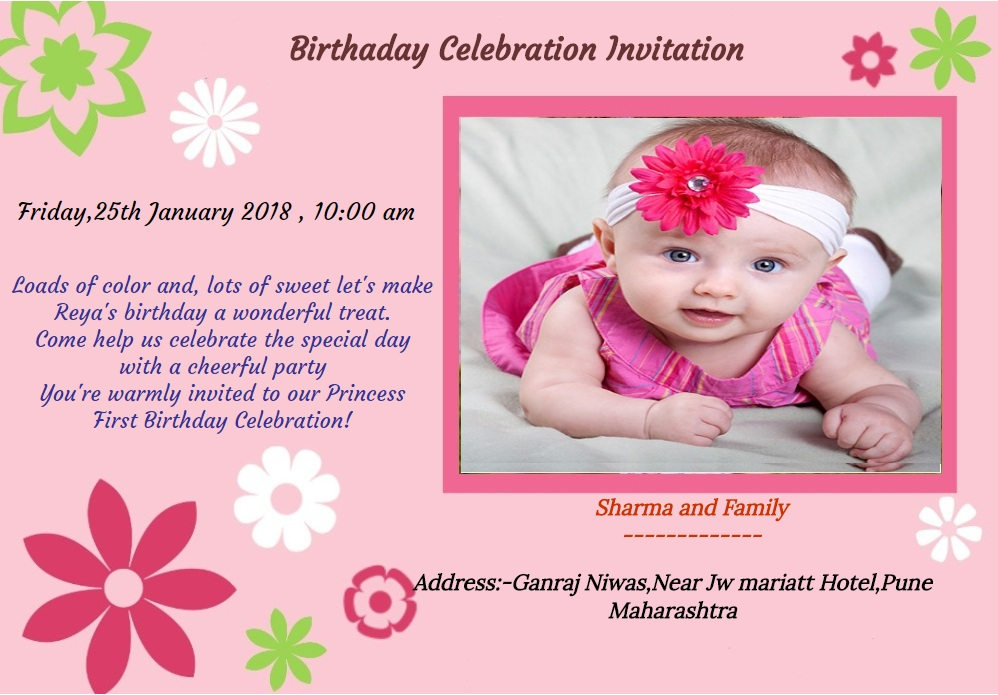 Birthaday Celebration Invitation
Friday,25th January 2018 , 10:00 am
Loads of color and, lots of sweet let's make
Reya's birthday a wonderful treat.
Come help us celebrate the special day
with a cheerful party
You're warmly invited to our Princess
First Birthday Celebration!
Sharma and Family
-------------
Address:-Ganraj Niwas,Near Jw mariatt Hotel,Pune
Maharashtra